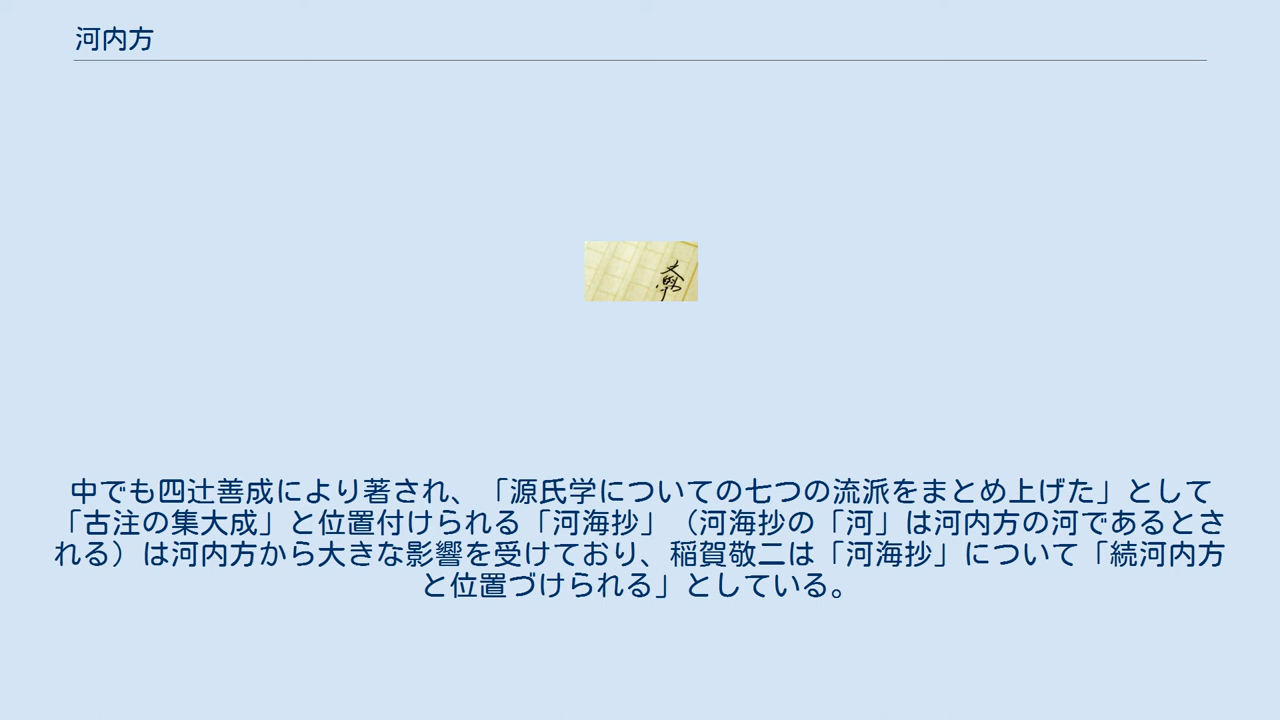 河内方
中でも四辻善成により著され、「源氏学についての七つの流派をまとめ上げた」として
「古注の集大成」と位置付けられる「河海抄」（河海抄の「河」は河内方の河であるとさ
れる）は河内方から大きな影響を受けており、稲賀敬二は「河海抄」について「続河内方
と位置づけられる」としている。